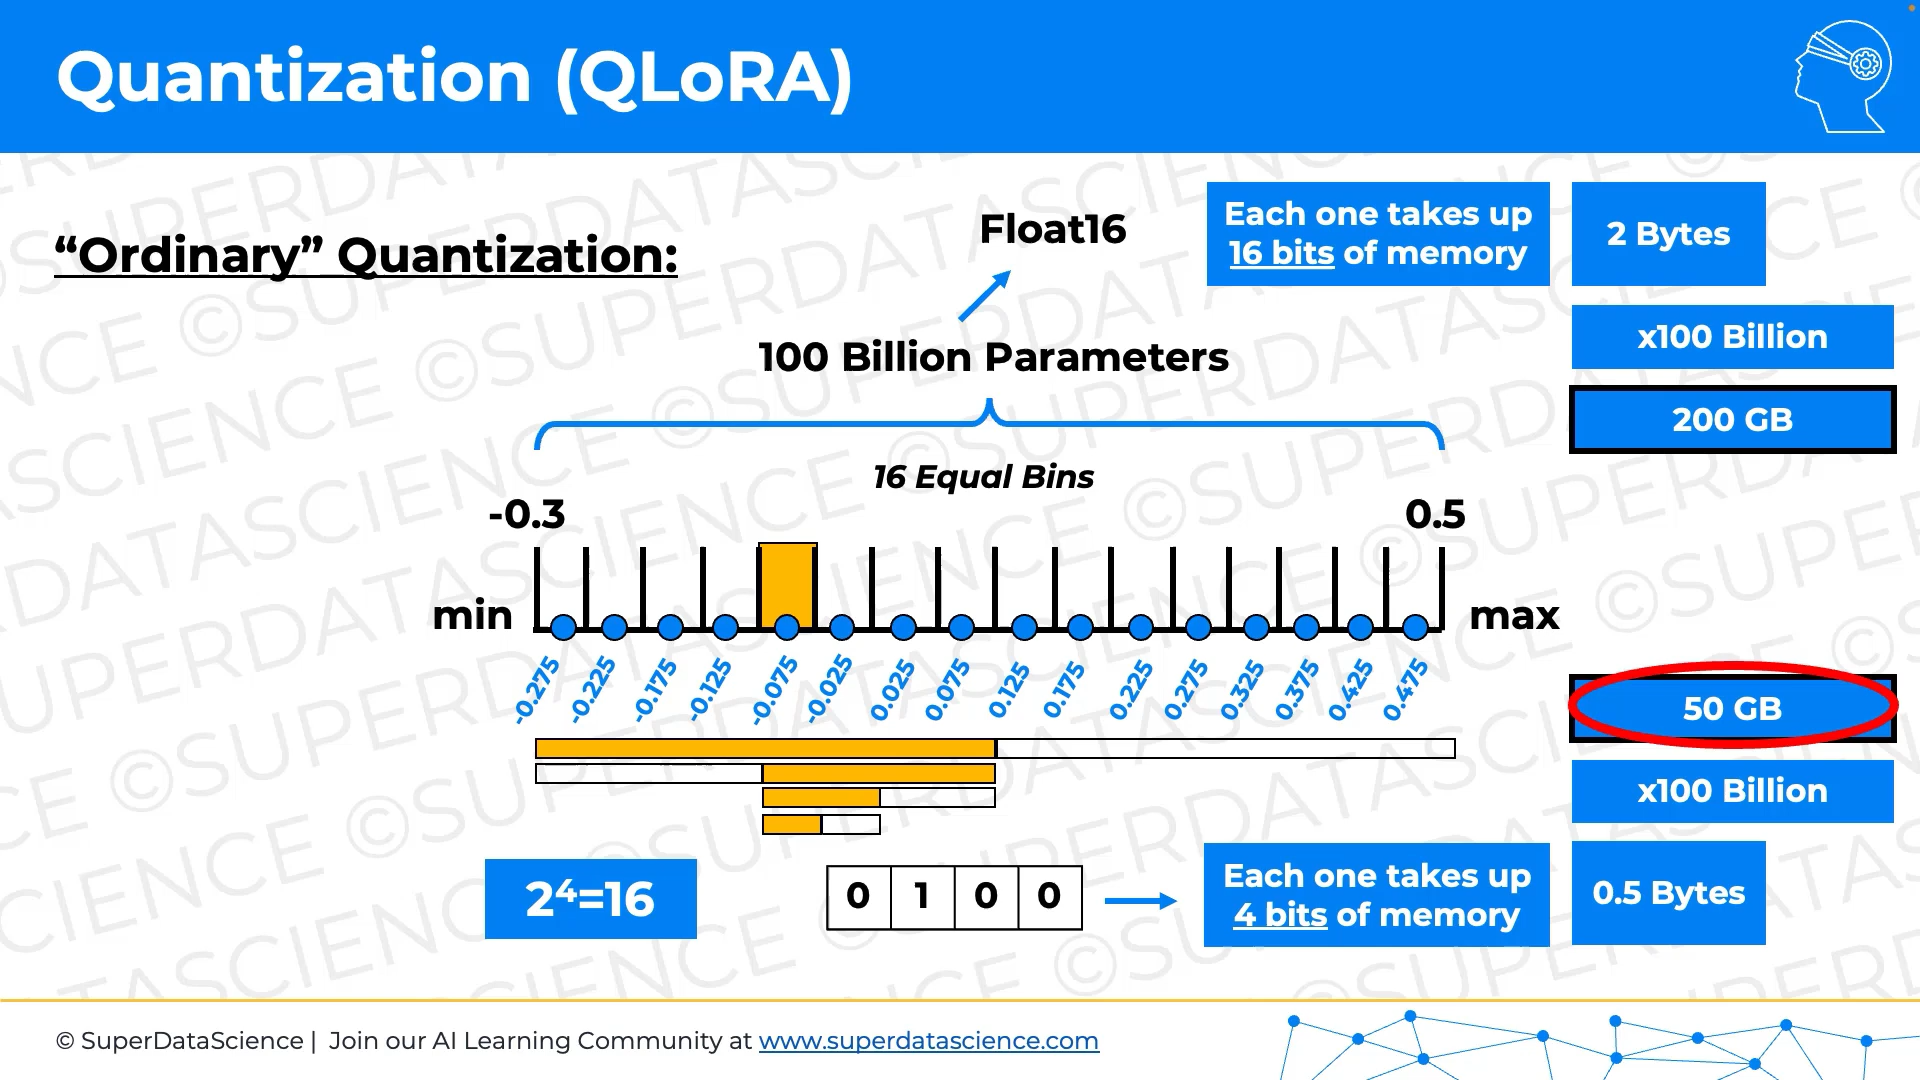 Quantization (QLoRA)
“Ordinary” Quantization:
Float16
Each one takes up
16 bits of memory
2 Bytes
x100 Billion
200 GB
100 Billion Parameters
16 Equal Bins
-0.3
0.5
min
max
-0.275
-0.225
-0.175
-0.125
-0.075
-0.025
0.025
0.075
0.125
0.175
0.225
0.275
0.325
0.375
0.425
0.475
50 GB
x100 Billion
2⁴=16
0 1 0 0
Each one takes up
4 bits of memory
0.5 Bytes
© SuperDataScience | Join our AI Learning Community at www.superdatascience.com
©SUPERDATASCIENCE ©SUPERDATASCIENCE ©SUPERDATASCIENCE